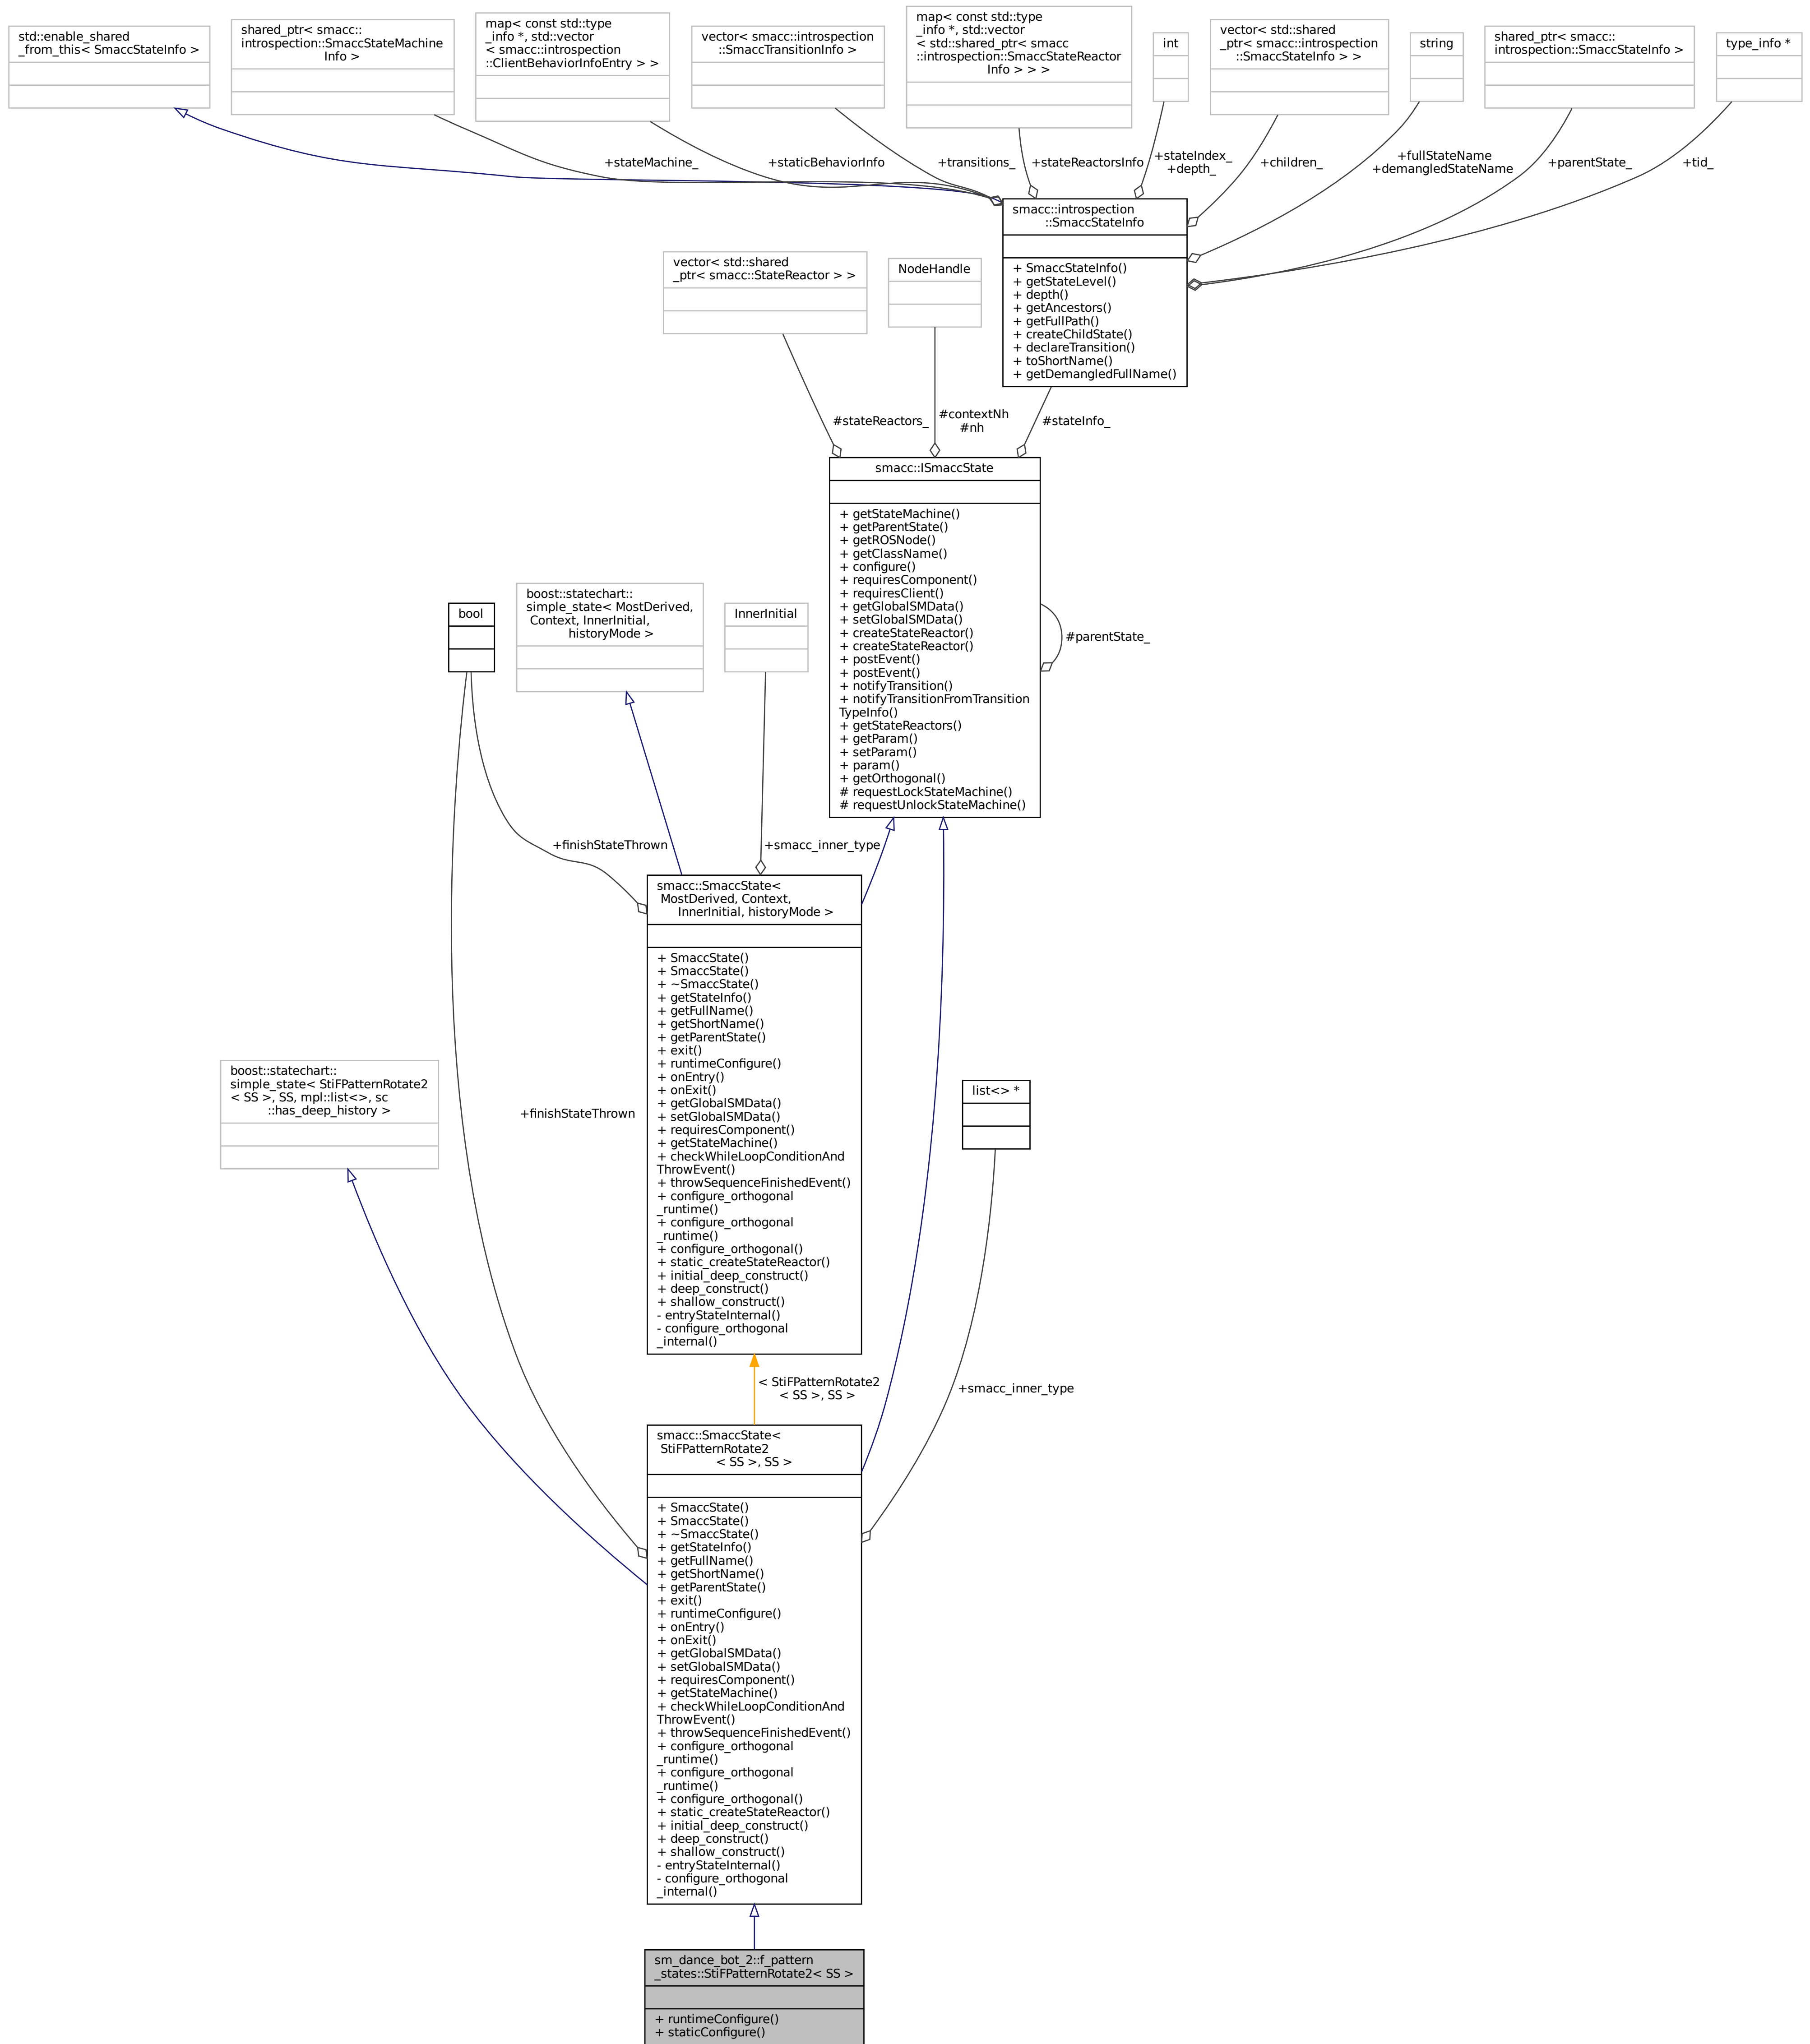 std::enable_shared
_from_this< SmaccStateInfo >
shared_ptr< smacc::
introspection::SmaccStateMachine
Info >
map< const std::type
_info *, std::vector
< smacc::introspection
::ClientBehaviorInfoEntry > >
vector< smacc::introspection
::SmaccTransitionInfo >
map< const std::type
_info *, std::vector
< std::shared_ptr< smacc
::introspection::SmaccStateReactor
Info > > >
int
vector< std::shared
_ptr< smacc::introspection
::SmaccStateInfo > >
string
shared_ptr< smacc::
introspection::SmaccStateInfo >
type_info *
+stateMachine_
+staticBehaviorInfo
+transitions_
+stateReactorsInfo
+stateIndex_
+depth_
+children_
+fullStateName
+demangledStateName
+parentState_
+tid_
smacc::introspection
::SmaccStateInfo
+ SmaccStateInfo()
+ getStateLevel()
+ depth()
+ getAncestors()
+ getFullPath()
+ createChildState()
+ declareTransition()
+ toShortName()
+ getDemangledFullName()
vector< std::shared
_ptr< smacc::StateReactor > >
NodeHandle
#stateReactors_
#contextNh
#nh
#stateInfo_
smacc::ISmaccState
+ getStateMachine()
+ getParentState()
+ getROSNode()
+ getClassName()
+ configure()
+ requiresComponent()
+ requiresClient()
+ getGlobalSMData()
+ setGlobalSMData()
+ createStateReactor()
+ createStateReactor()
+ postEvent()
+ postEvent()
+ notifyTransition()
+ notifyTransitionFromTransition
TypeInfo()
+ getStateReactors()
+ getParam()
+ setParam()
+ param()
+ getOrthogonal()
# requestLockStateMachine()
# requestUnlockStateMachine()
#parentState_
bool
boost::statechart::
simple_state< MostDerived,
Context, InnerInitial,
historyMode >
InnerInitial
+finishStateThrown
+smacc_inner_type
smacc::SmaccState<
MostDerived, Context,
InnerInitial, historyMode >
+ SmaccState()
+ SmaccState()
+ ~SmaccState()
+ getStateInfo()
+ getFullName()
+ getShortName()
+ getParentState()
+ exit()
+ runtimeConfigure()
+ onEntry()
+ onExit()
+ getGlobalSMData()
+ setGlobalSMData()
+ requiresComponent()
+ getStateMachine()
+ checkWhileLoopConditionAnd
ThrowEvent()
+ throwSequenceFinishedEvent()
+ configure_orthogonal
_runtime()
+ configure_orthogonal
_runtime()
+ configure_orthogonal()
+ static_createStateReactor()
+ initial_deep_construct()
+ deep_construct()
+ shallow_construct()
- entryStateInternal()
- configure_orthogonal
_internal()
boost::statechart::
simple_state< StiFPatternRotate2
< SS >, SS, mpl::list<>, sc
::has_deep_history >
+finishStateThrown
list<> *
< StiFPatternRotate2
< SS >, SS >
+smacc_inner_type
smacc::SmaccState<
StiFPatternRotate2
< SS >, SS >
+ SmaccState()
+ SmaccState()
+ ~SmaccState()
+ getStateInfo()
+ getFullName()
+ getShortName()
+ getParentState()
+ exit()
+ runtimeConfigure()
+ onEntry()
+ onExit()
+ getGlobalSMData()
+ setGlobalSMData()
+ requiresComponent()
+ getStateMachine()
+ checkWhileLoopConditionAnd
ThrowEvent()
+ throwSequenceFinishedEvent()
+ configure_orthogonal
_runtime()
+ configure_orthogonal
_runtime()
+ configure_orthogonal()
+ static_createStateReactor()
+ initial_deep_construct()
+ deep_construct()
+ shallow_construct()
- entryStateInternal()
- configure_orthogonal
_internal()
sm_dance_bot_2::f_pattern
_states::StiFPatternRotate2< SS >
+ runtimeConfigure()
+ staticConfigure()